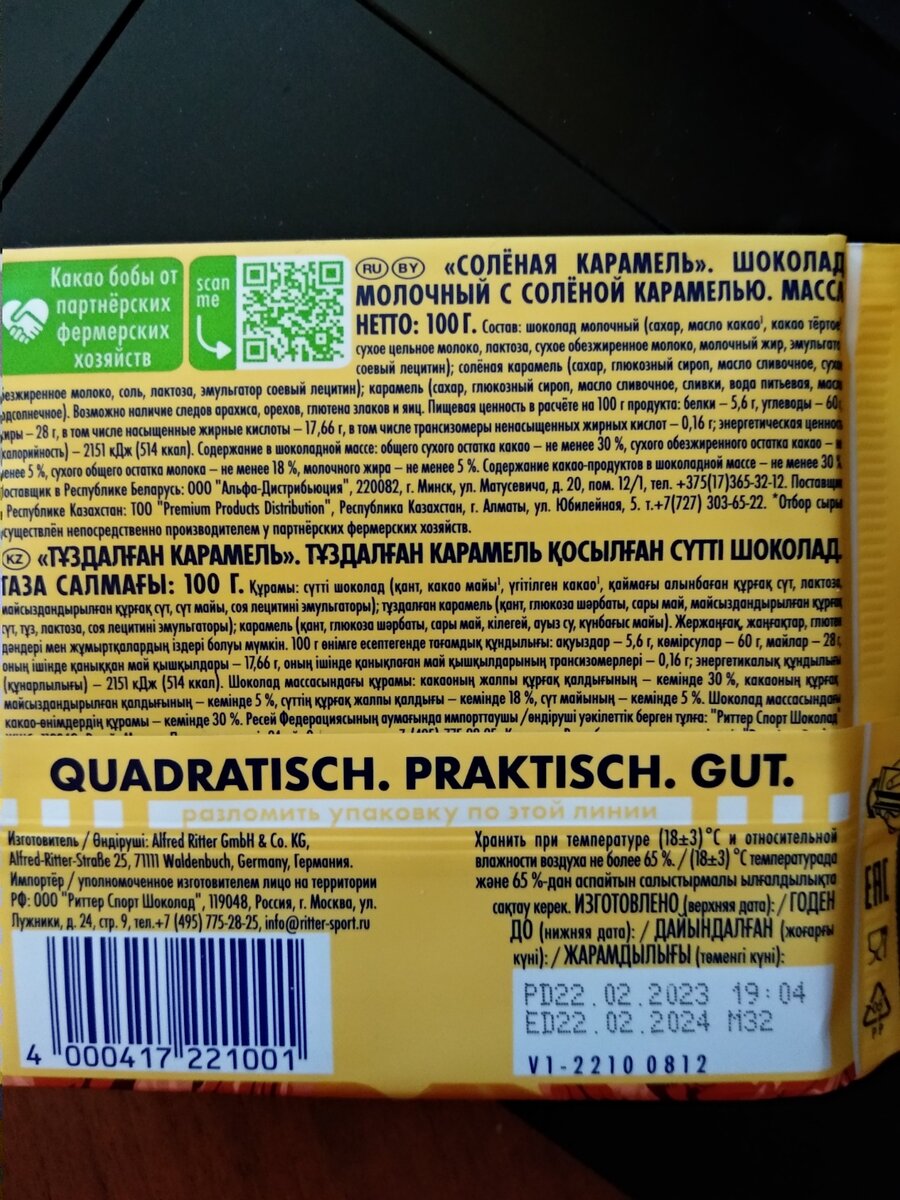 Какао бобы от
партнёрских
фермерских
хозяйств
scan
me
RU BY «СОЛЁНАЯ КАРАМЕЛЬ». ШОКОЛАД
МОЛОЧНЫЙ С СОЛЁНОЙ КАРАМЕЛЬЮ. МАССА
НЕТТО: 100 Г. Состав: шоколад молочный (сахар, масло какао¹, какао тёртое
сухое цельное молоко, лактоза, сухое обезжиренное молоко, молочный жир, эмульгато
соевый лецитин); солёная карамель (сахар, глюкозный сироп, масло сливочное, сухо
безжиренное молоко, соль, лактоза, эмульгатор соевый лецитин); карамель (сахар, глюкозный сироп, масло сливочное, сливки, вода питьевая, масл
одсолнечное). Возможно наличие следов арахиса, орехов, глютена злаков и яиц. Пищевая ценность в расчёте на 100 г продукта: белки – 5,6 г, углеводы – 60
иры – 28 г, в том числе насыщенные жирные кислоты – 17,66 г, в том числе трансизомеры ненасыщенных жирных кислот – 0,16 г; энергетическая ценнос
калорийность) – 2151 кДж (514 ккал). Содержание в шоколадной массе: общего сухого остатка какао – не менее 30 %, сухого обезжиренного остатка какао – н
енее 5 %, сухого общего остатка молока – не менее 18 %, молочного жира – не менее 5 %. Содержание какао-продуктов в шоколадной массе – не менее 30 %
оставщик в Республике Беларусь: ООО "Альфа-Дистрибьюция", 220082, г. Минск, ул. Матусевича, д. 20, пом. 12/1, тел. +375(17)365-32-12. Поставщи
Республике Казахстан: ТОО "Premium Products Distribution", Республика Казахстан, г. Алматы, ул. Юбилейная, 5. т.+7(727) 303-65-22. *Отбор сырь
существлён непосредственно производителем у партнёрских фермерских хозяйств.
KZ «ТҰЗДАЛҒАН КАРАМЕЛЬ». ТҰЗДАЛҒАН КАРАМЕЛЬ ҚОСЫЛҒАН СҮТТІ ШОКОЛАД.
ТАЗА САЛМАҒЫ: 100 Г. Құрамы: сүтті шоколад (қант, какао майы¹, үгітілген какао¹, қаймағы алынбаған құрғақ сүт, лактоза
майсыздандырылған құрғақ сүт, сүт майы, соя лецитині эмульгаторы); тұздалған карамель (қант, глюкоза шәрбаты, сары май, майсыздандырылған құрға
сүт, тұз, лактоза, соя лецитині эмульгаторы); карамель (қант, глюкоза шәрбаты, сары май, кілегей, ауыз су, күнбағыс майы). Жержаңғақ, жаңғақтар, глютен
дәндері мен жұмыртқалардың іздері болуы мүмкін. 100 г өнімге есептегенде тағамдық құндылығы: ақуыздар – 5,6 г, көмірсулар – 60 г, майлар – 28 г,
оның ішінде қаныққан май қышқылдары – 17,66 г, оның ішінде қанықпаған май қышқылдарының трансизомерлері – 0,16 г; энергетикалық құндылығы
(құнарлылығы) – 2151 кДж (514 ккал). Шоколад массасындағы құрамы: какаоның жалпы құрғақ қалдығының – кемінде 30 %, какаоның құрғақ
майсыздандырылған қалдығының – кемінде 5 %, сүттің құрғақ жалпы қалдығы – кемінде 18 %, сүт майының – кемінде 5 %. Шоколад массасындағы
какао-өнімдердің құрамы – кемінде 30 %. Ресей Федерациясының аумағында импорттаушы /өндіруші уәкілеттік берген тұлға: "Риттер Спорт Шоколад"
QUADRATISCH. PRAKTISCH. GUT.
разломить упаковку по этой линии
Изготовитель / Өндіруші: Alfred Ritter GmbH & Co. KG,
Alfred-Ritter-Straße 25, 71111 Waldenbuch, Germany, Германия.
Импортёр / уполномоченное изготовителем лицо на территории
РФ: ООО "Риттер Спорт Шоколад", 119048, Россия, г. Москва, ул.
Лужники, д. 24, стр. 9, тел.+7 (495) 775-28-25, info@ritter-sport.ru
4 000417 221001
Хранить при температуре (18±3)°C и относительной
влажности воздуха не более 65 %. / (18±3) °C температурада
және 65 %-дан аспайтын салыстырмалы ылғалдылықта
сақтау керек. ИЗГОТОВЛЕНО (верхняя дата): / ГОДЕН
ДО (нижняя дата): / ДАЙЫНДАЛҒАН (жоғарғы
күні): / ЖАРАМДЫЛЫҒЫ (төменгі күні):
PD22.02.2023 19:04
ED22.02.2024 M32
V1-2210 0812
EAC
PP